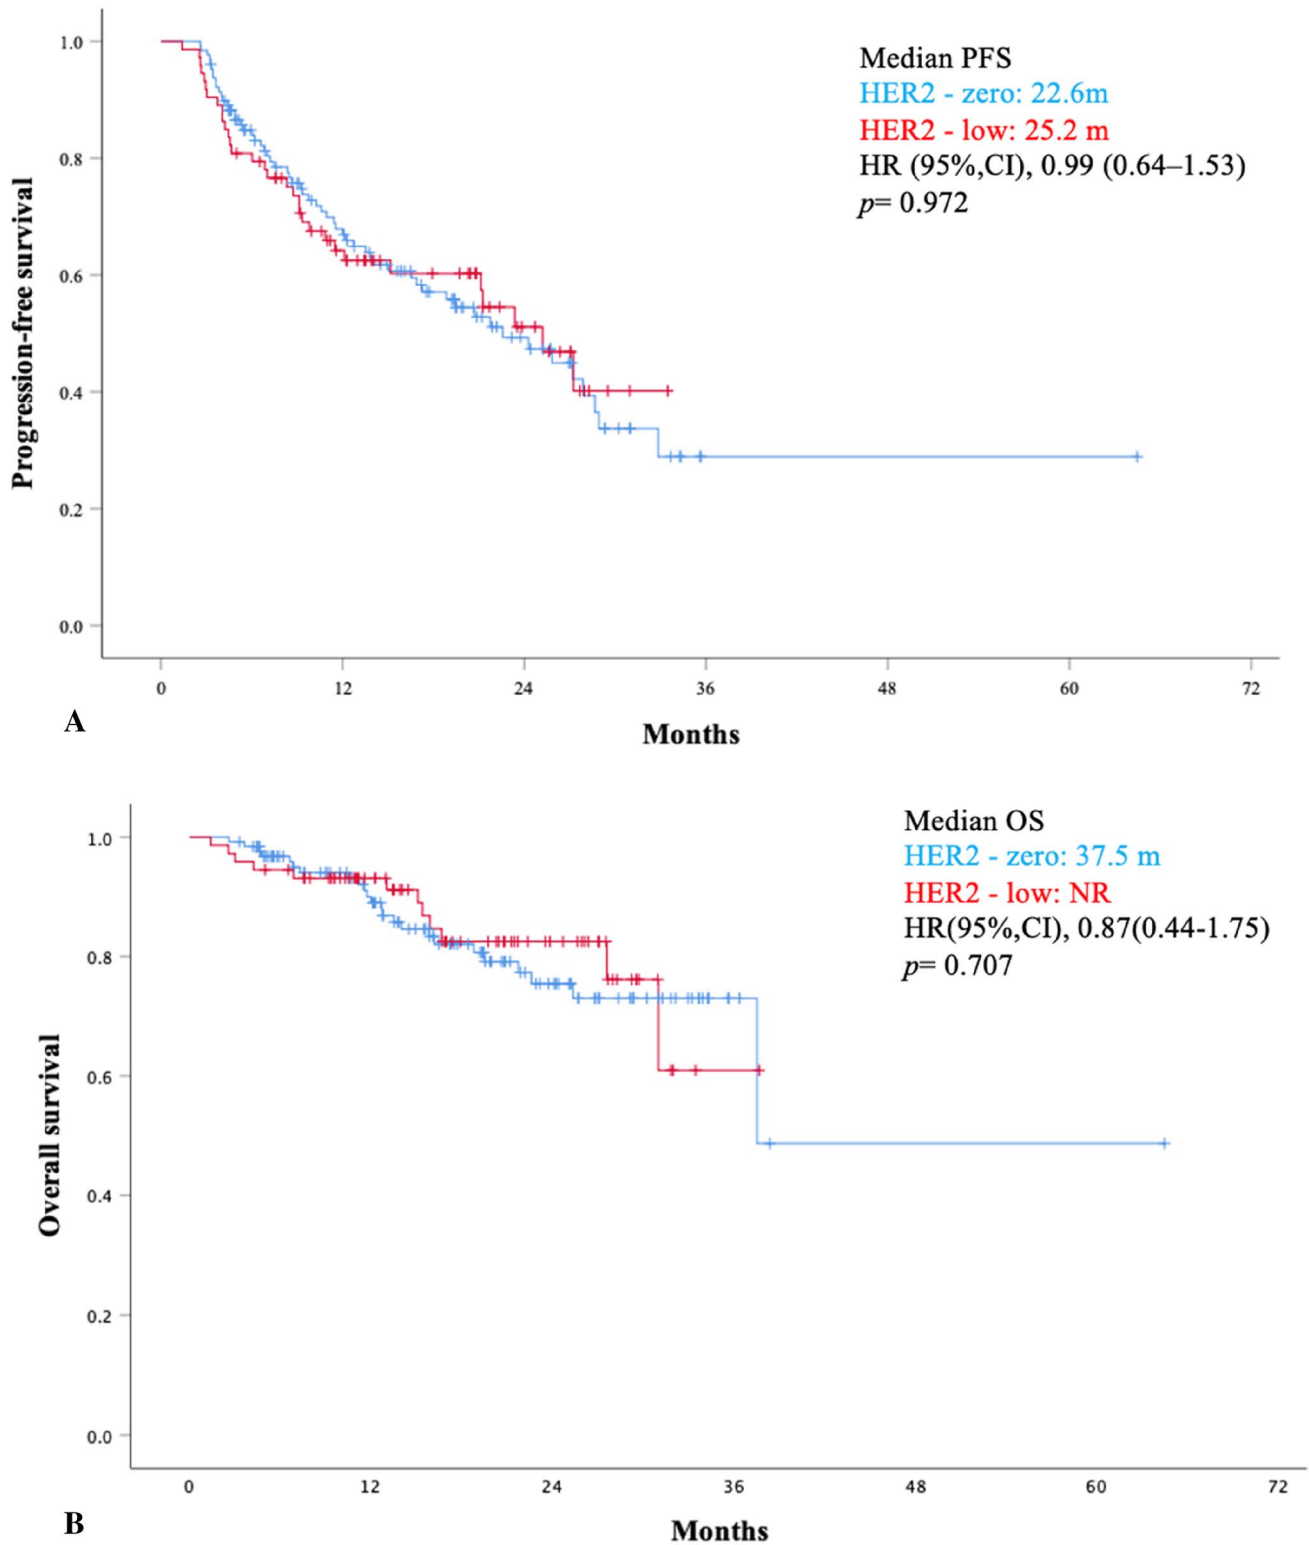 Median PFS
HER2 - zero: 22.6m
HER2 - low: 25.2 m
HR (95%,CI), 0.99 (0.64–1.53)
p= 0.972
Progression-free survival
1.0
0.8
0.6
0.4
0.2
0.0
0 12 24 36 48 60 72
Months
A
Median OS
HER2 - zero: 37.5 m
HER2 - low: NR
HR(95%,CI), 0.87(0.44-1.75)
p= 0.707
Overall survival
1.0
0.8
0.6
0.4
0.2
0.0
0 12 24 36 48 60 72
Months
B